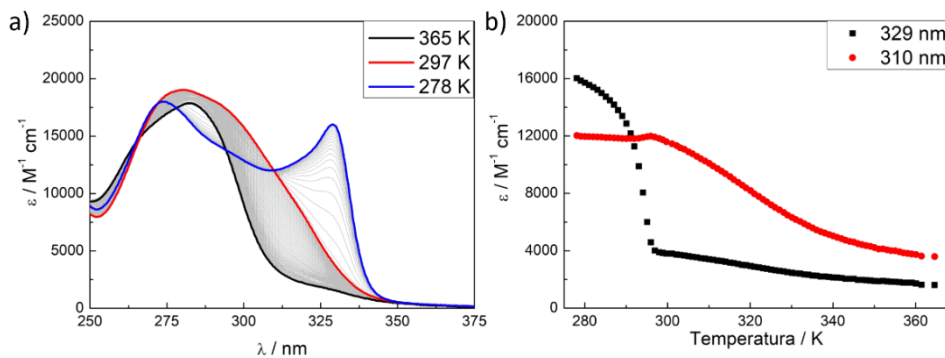 a)
25000
20000
15000
10000
5000
0
ε / M⁻¹ cm⁻¹
365 K
297 K
278 K
250
275
300
325
350
375
λ / nm
b)
16000
12000
8000
4000
0
ε / M⁻¹ cm⁻¹
329 nm
310 nm
280
300
320
340
360
Temperatura / K